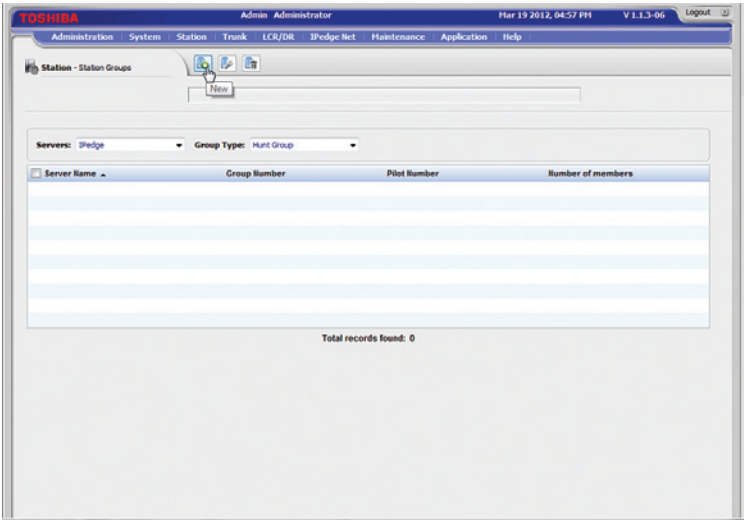 TOSHIBA Admin Administrator Mar 19 2012, 04:57 PM V 1.1.3-06 Logout
Administration System Station Trunk LCR/DR IPedge Net Maintenance Application Help
Station - Station Groups
New
Servers: IPedge Group Type: Hunt Group
Server Name Group Number Pilot Number Number of members
Total records found: 0